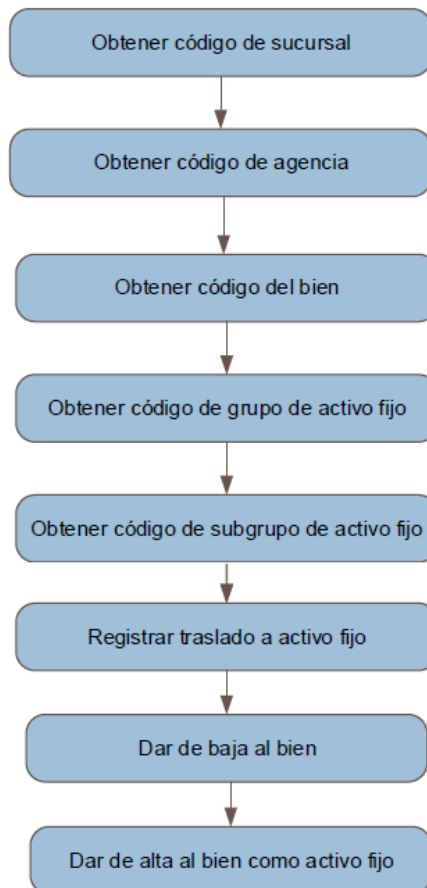 Obtener código de sucursal
Obtener código de agencia
Obtener código del bien
Obtener código de grupo de activo fijo
Obtener código de subgrupo de activo fijo
Registrar traslado a activo fijo
Dar de baja al bien
Dar de alta al bien como activo fijo